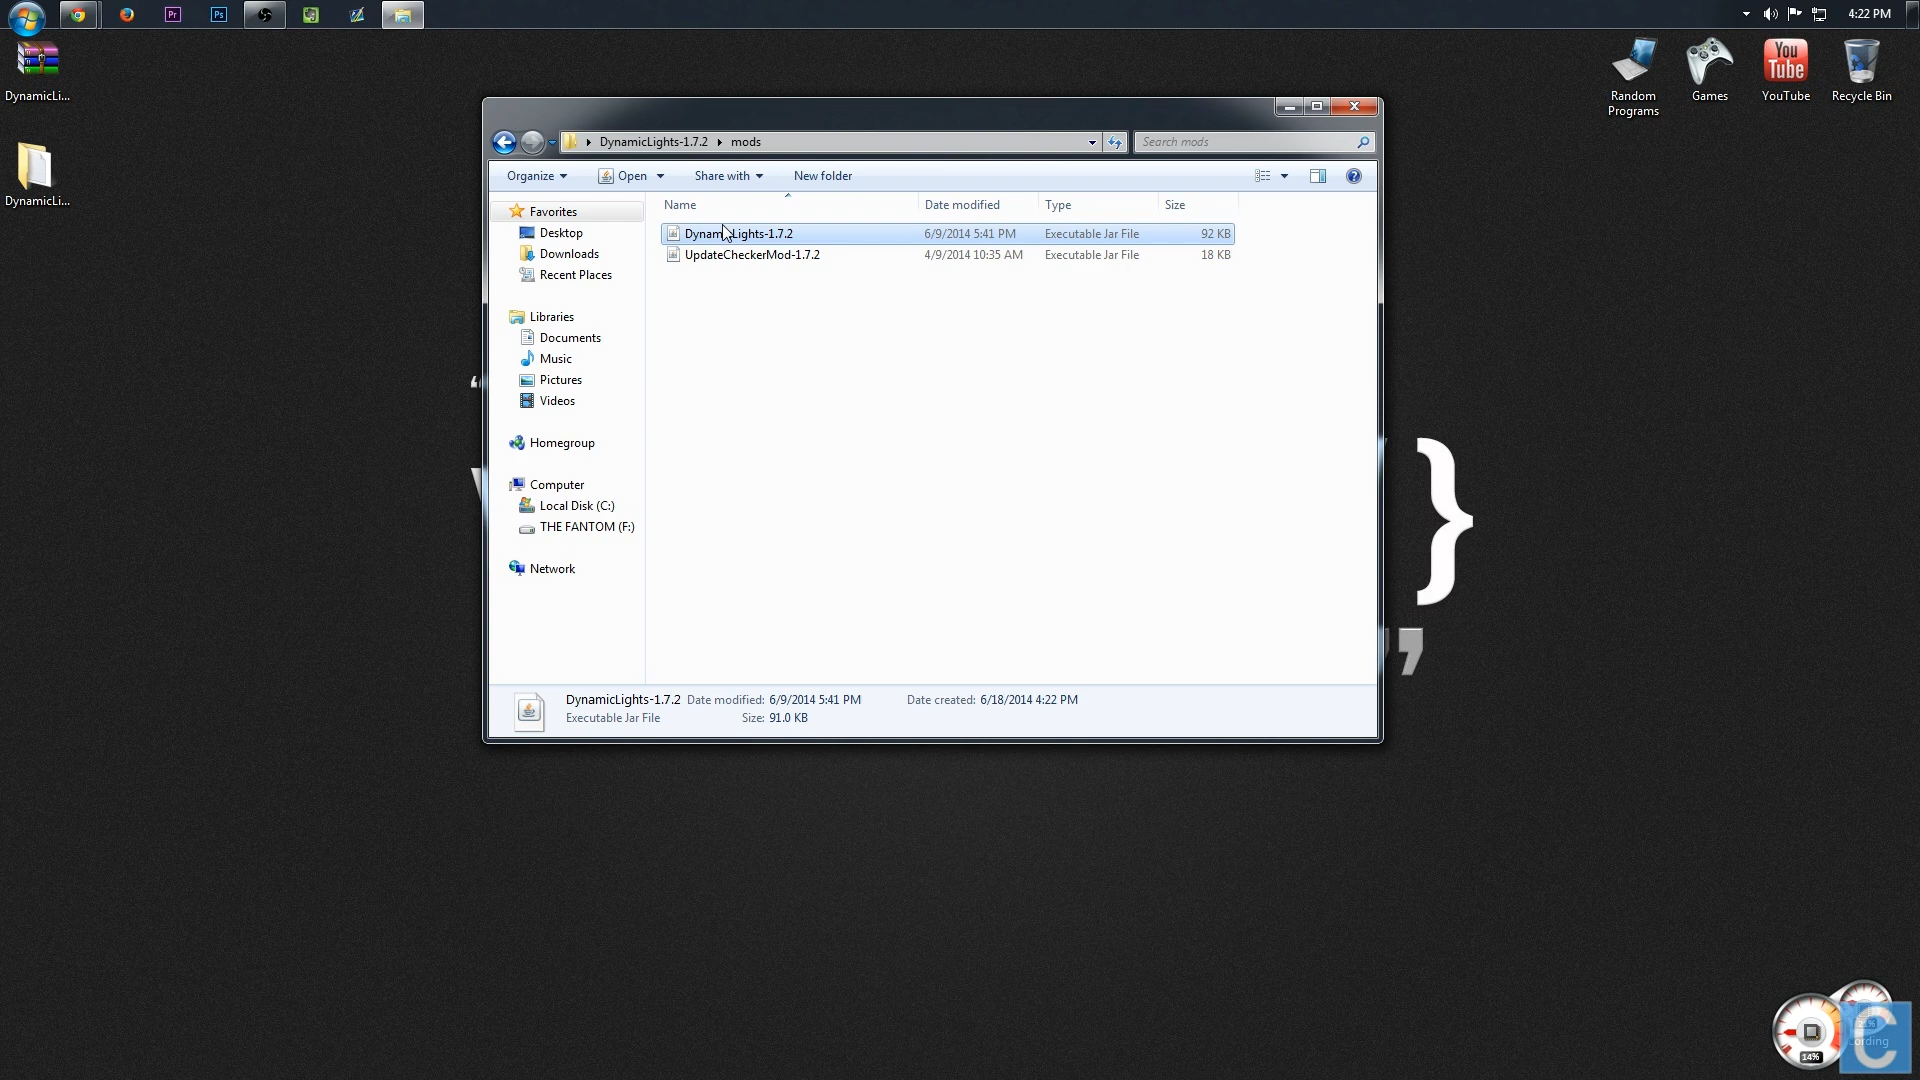 Pr
Ps
4:22 PM
DynamicLi...
DynamicLi...
Random
Programs
Games
You
Tube
YouTube
Recycle Bin
DynamicLights-1.7.2
mods
Search mods
Organize
Open
Share with
New folder
Favorites
Desktop
Downloads
Recent Places
Libraries
Documents
Music
Pictures
Videos
Homegroup
Computer
Local Disk (C:)
THE FANTOM (F:)
Network
Name Date modified Type Size
DynamicLights-1.7.2 6/9/2014 5:41 PM Executable Jar File 92 KB
UpdateCheckerMod-1.7.2 4/9/2014 10:35 AM Executable Jar File 18 KB
DynamicLights-1.7.2 Date modified: 6/9/2014 5:41 PM Date created: 6/18/2014 4:22 PM
Executable Jar File Size: 91.0 KB
“
}
”
14%
C